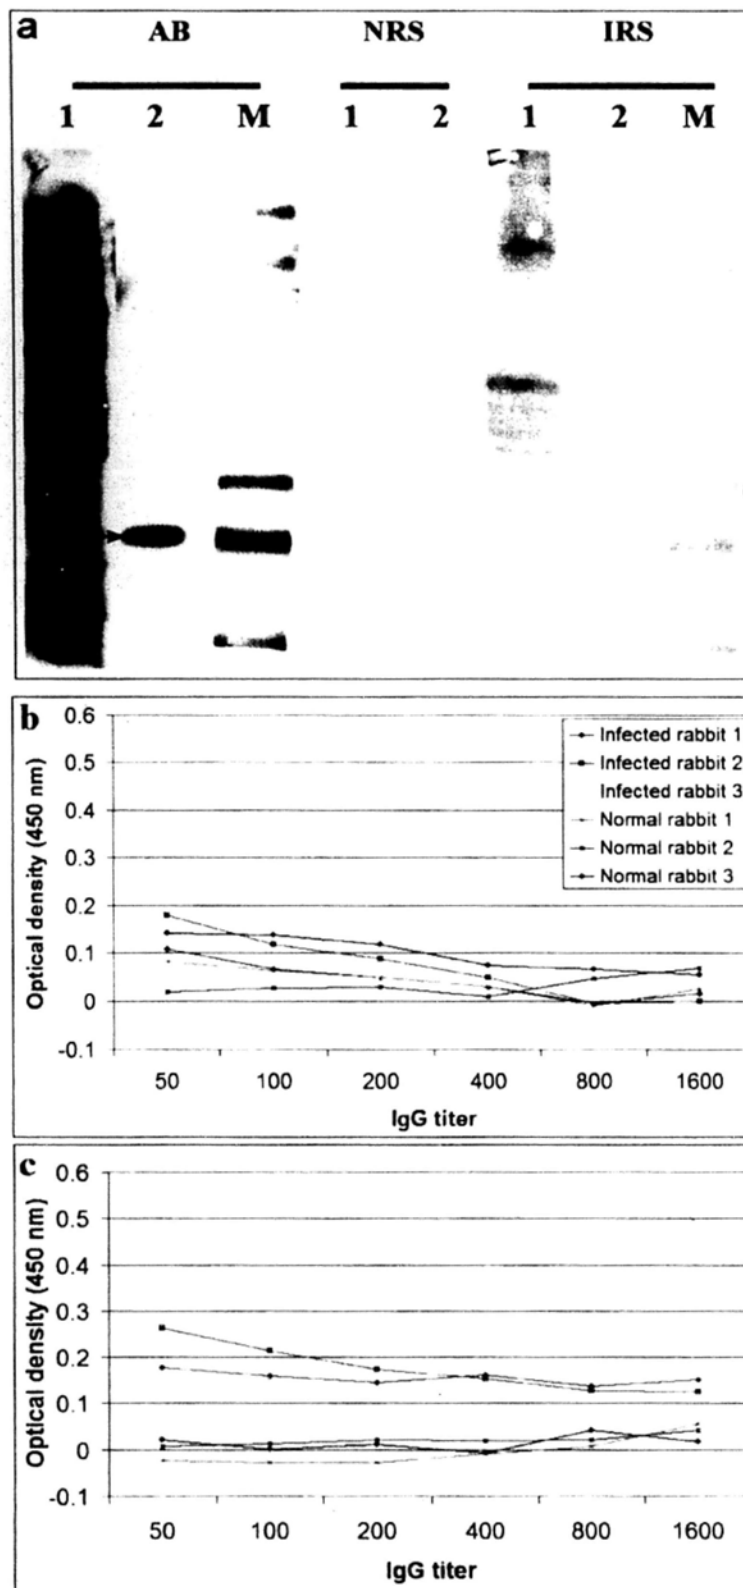 a
AB NRS IRS
1 2 M 1 2 1 2 M
b
0.6
0.5
0.4
0.3
0.2
0.1
0
-0.1
Optical density (450 nm)
Infected rabbit 1
Infected rabbit 2
Infected rabbit 3
Normal rabbit 1
Normal rabbit 2
Normal rabbit 3
50 100 200 400 800 1600
IgG titer
c
0.6
0.5
0.4
0.3
0.2
0.1
0
-0.1
Optical density (450 nm)
50 100 200 400 800 1600
IgG titer